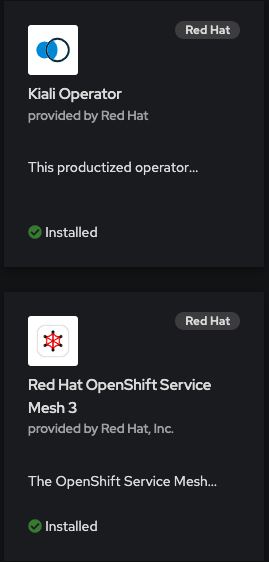 Red Hat
Kiali Operator
provided by Red Hat
This productized operator...
Installed
Red Hat
Red Hat OpenShift Service
Mesh 3
provided by Red Hat, Inc.
The OpenShift Service Mesh...
Installed